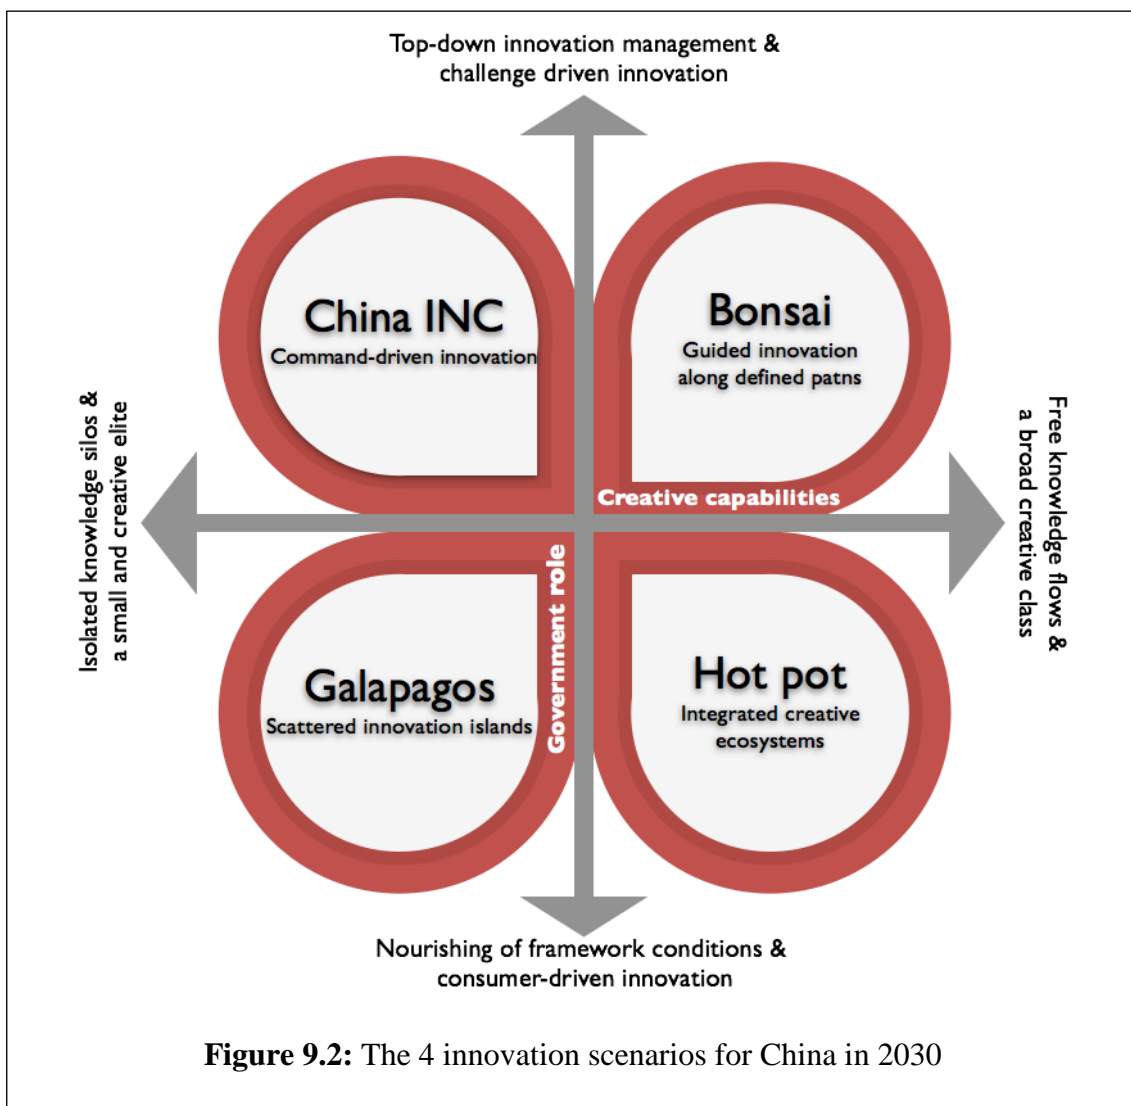 Top-down innovation management &
challenge driven innovation
China INC
Command-driven innovation
Bonsai
Guided innovation
along defined patns
Isolated knowledge silos &
a small and creative elite
Free knowledge flows &
a broad creative class
Creative capabilities
Government role
Galapagos
Scattered innovation islands
Hot pot
Integrated creative
ecosystems
Nourishing of framework conditions &
consumer-driven innovation
Figure 9.2: The 4 innovation scenarios for China in 2030